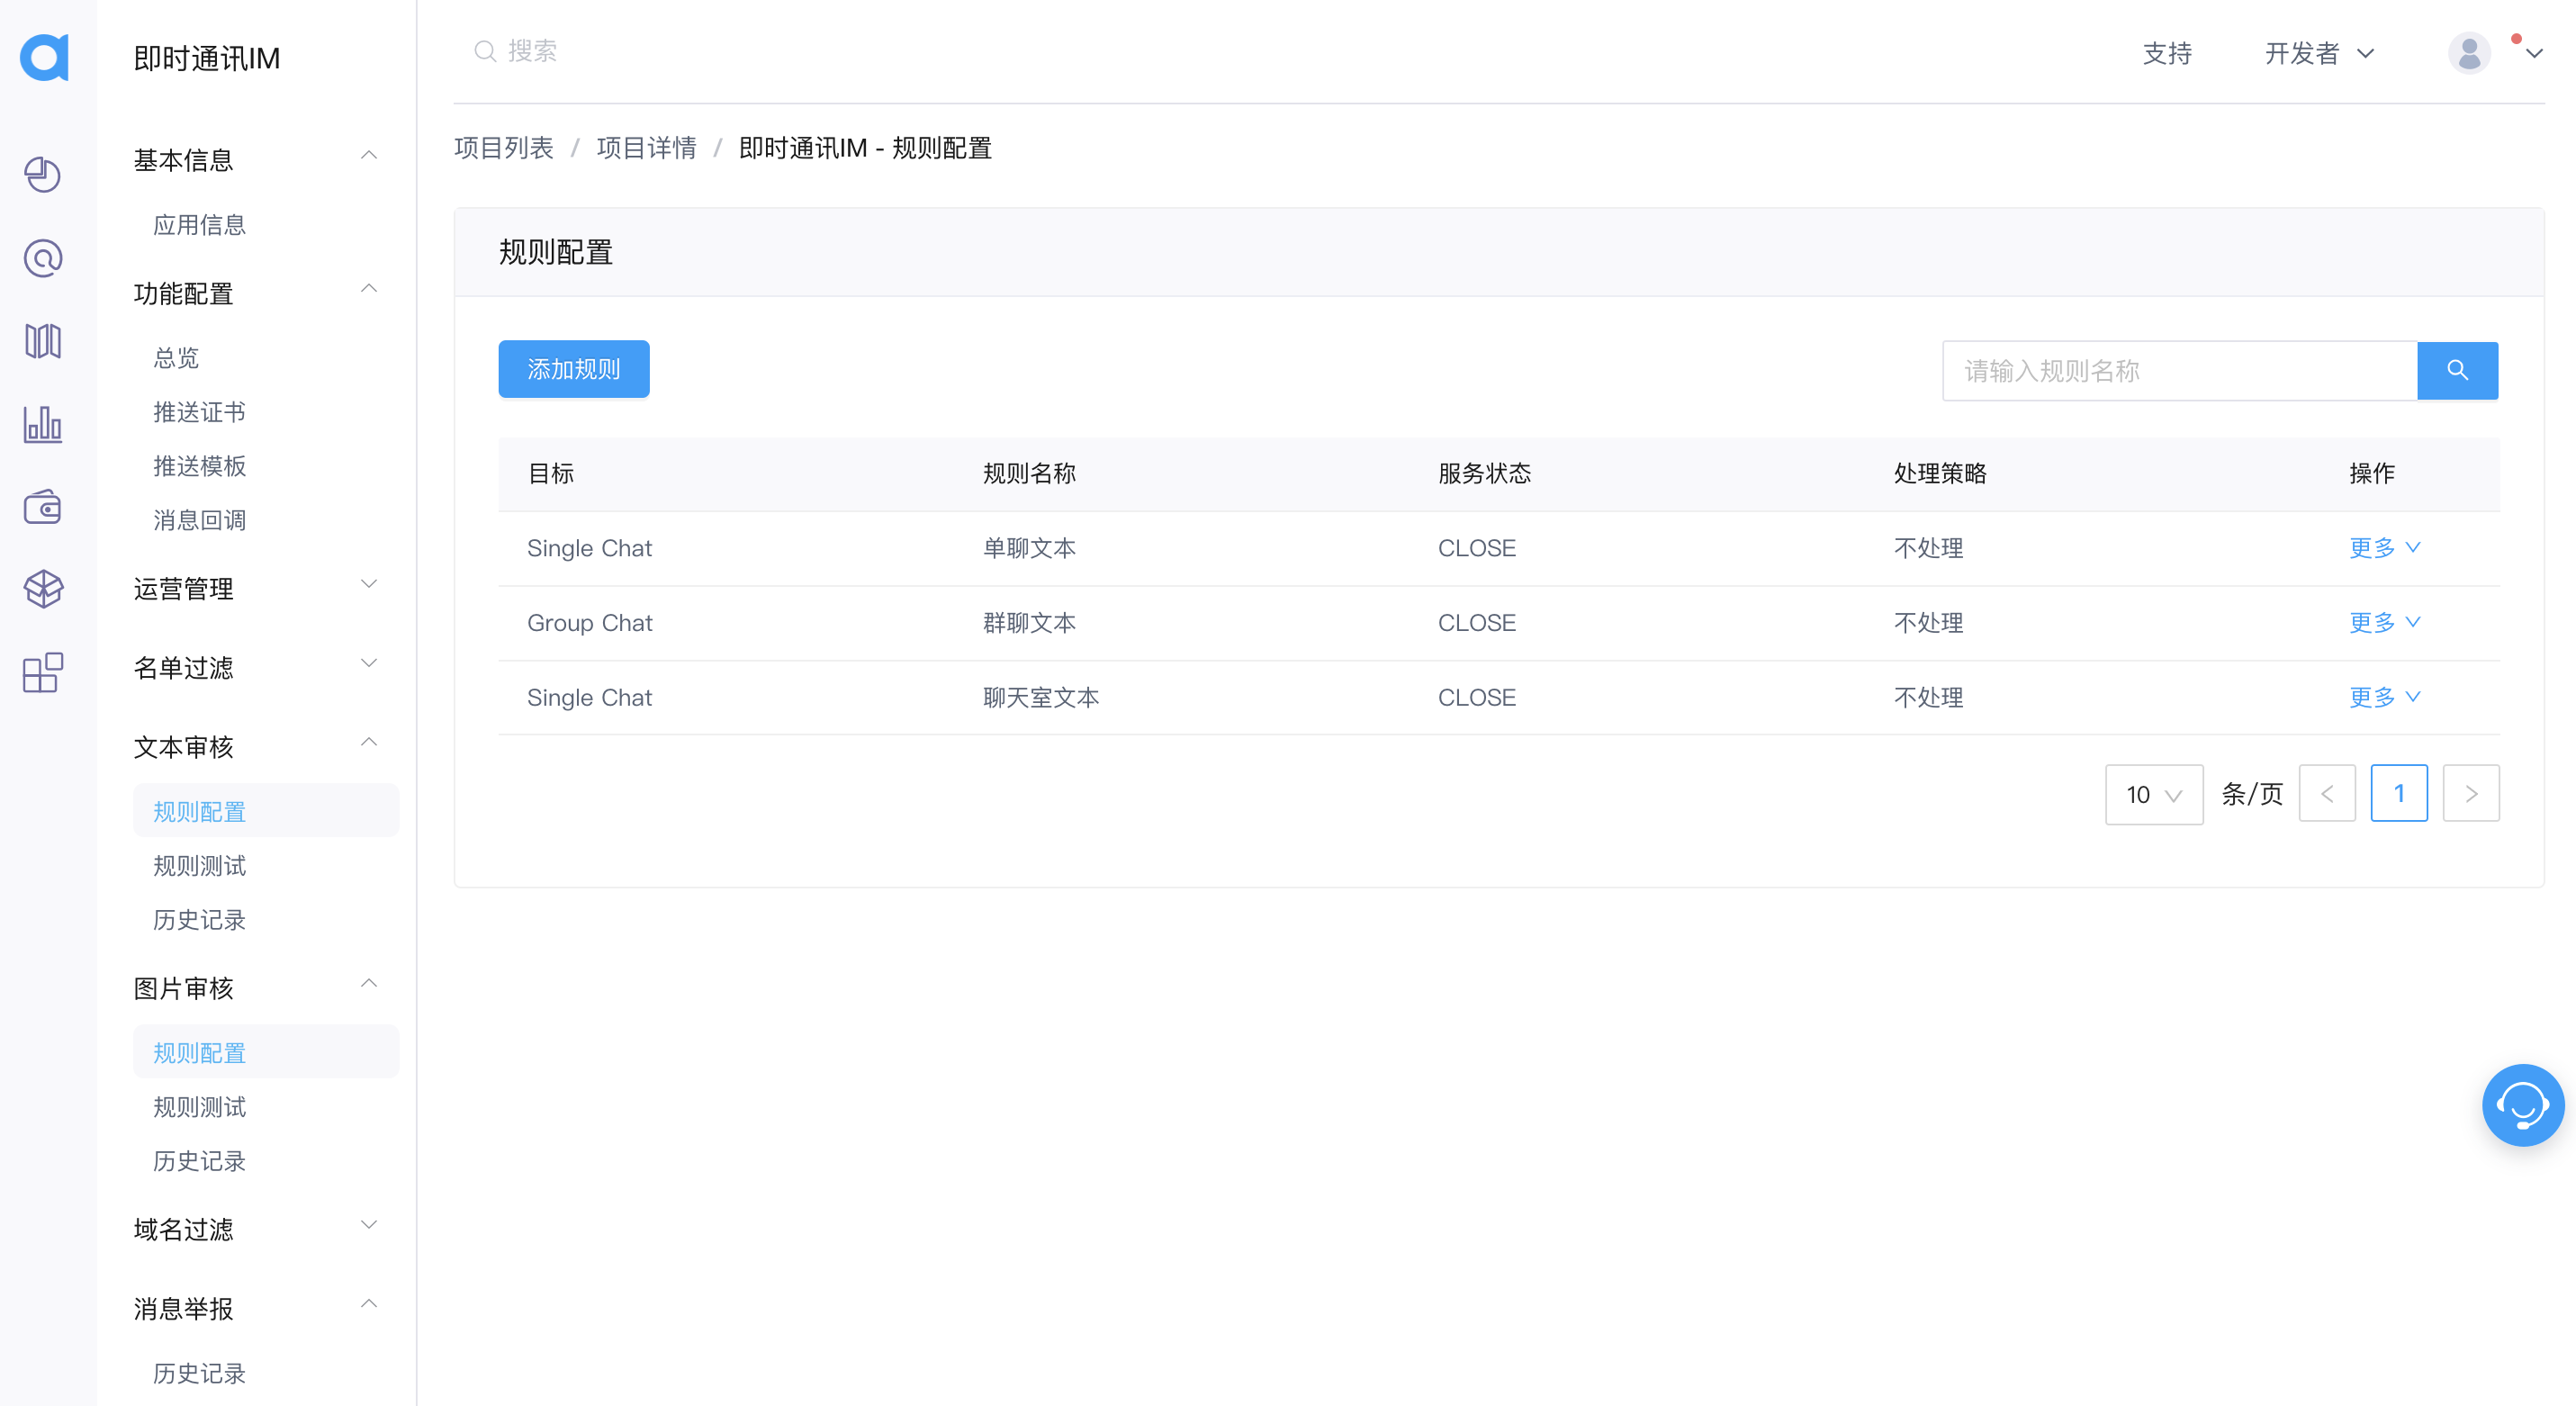 即时通讯IM
基本信息
应用信息
功能配置
总览
推送证书
推送模板
消息回调
运营管理
名单过滤
文本审核
规则配置
规则测试
历史记录
图片审核
规则配置
规则测试
历史记录
域名过滤
消息举报
历史记录
搜索
支持
开发者
项目列表 / 项目详情 / 即时通讯IM - 规则配置
规则配置
添加规则
请输入规则名称
目标 规则名称 服务状态 处理策略 操作
Single Chat 单聊文本 CLOSE 不处理 更多
Group Chat 群聊文本 CLOSE 不处理 更多
Single Chat 聊天室文本 CLOSE 不处理 更多
10 条/页 < 1 >